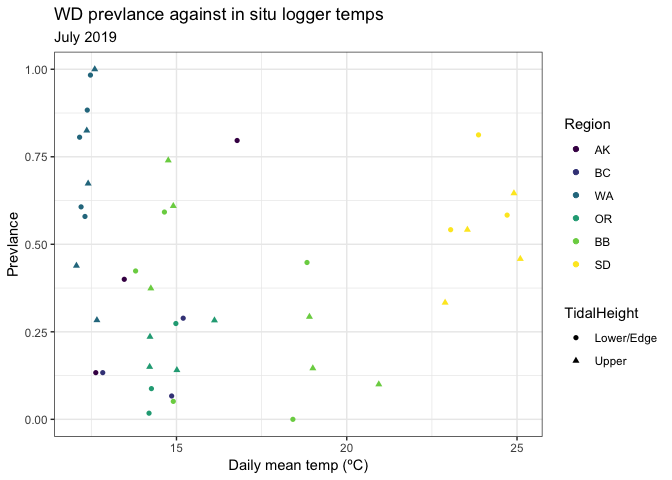 WD prevlance against in situ logger temps
July 2019
1.00
0.75
0.50
0.25
0.00
Prevlance
15
20
25
Daily mean temp (ºC)
Region
AK
BC
WA
OR
BB
SD
TidalHeight
Lower/Edge
Upper